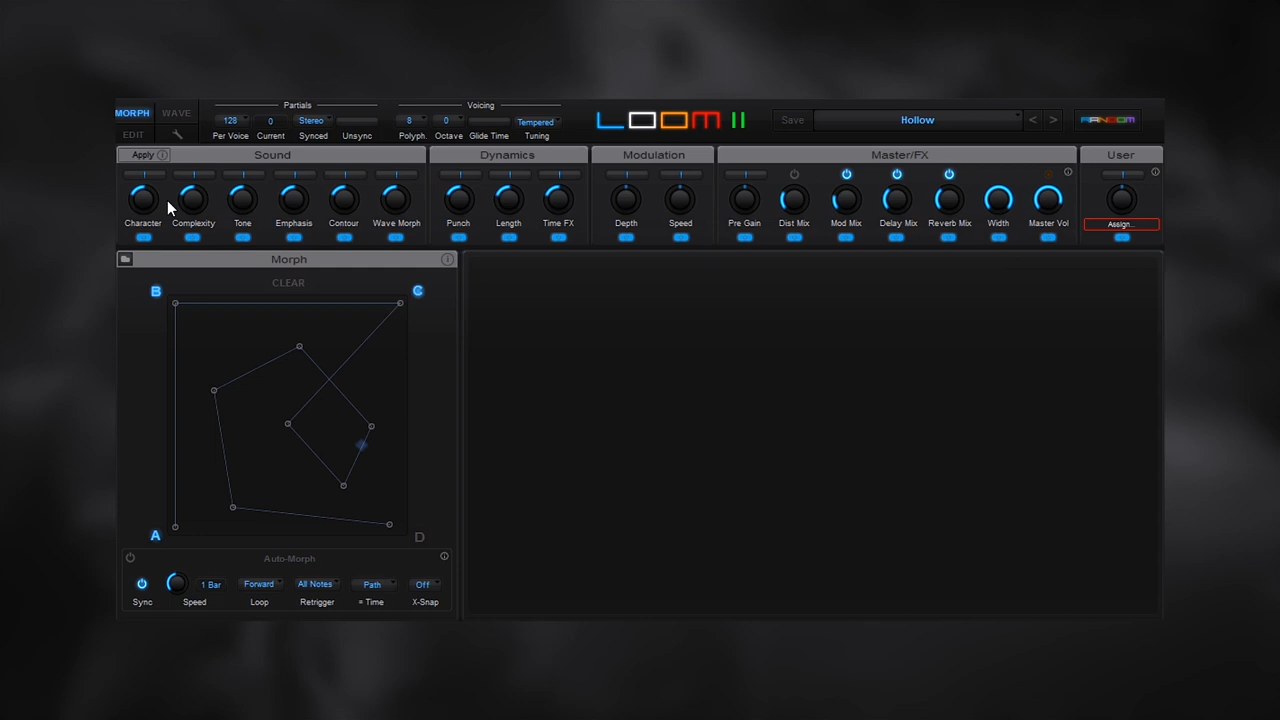 MORPH WAVE
EDIT
Partials
128 0 Stereo
Per Voice Current Synced Unsync
Voicing
8 0 Tempered
Polyph. Octave Glide Time Tuning
LOOM II
Save Hollow < > RANDOM
Apply Sound Dynamics Modulation Master/FX User
Character Complexity Tone Emphasis Contour Wave Morph Punch Length Time FX Depth Speed Pre Gain Dist Mix Mod Mix Delay Mix Reverb Mix Width Master Vol Assign...
Morph
CLEAR
B C
A D
Auto-Morph
1 Bar Forward All Notes Path Off
Sync Speed Loop Retrigger = Time X-Snap